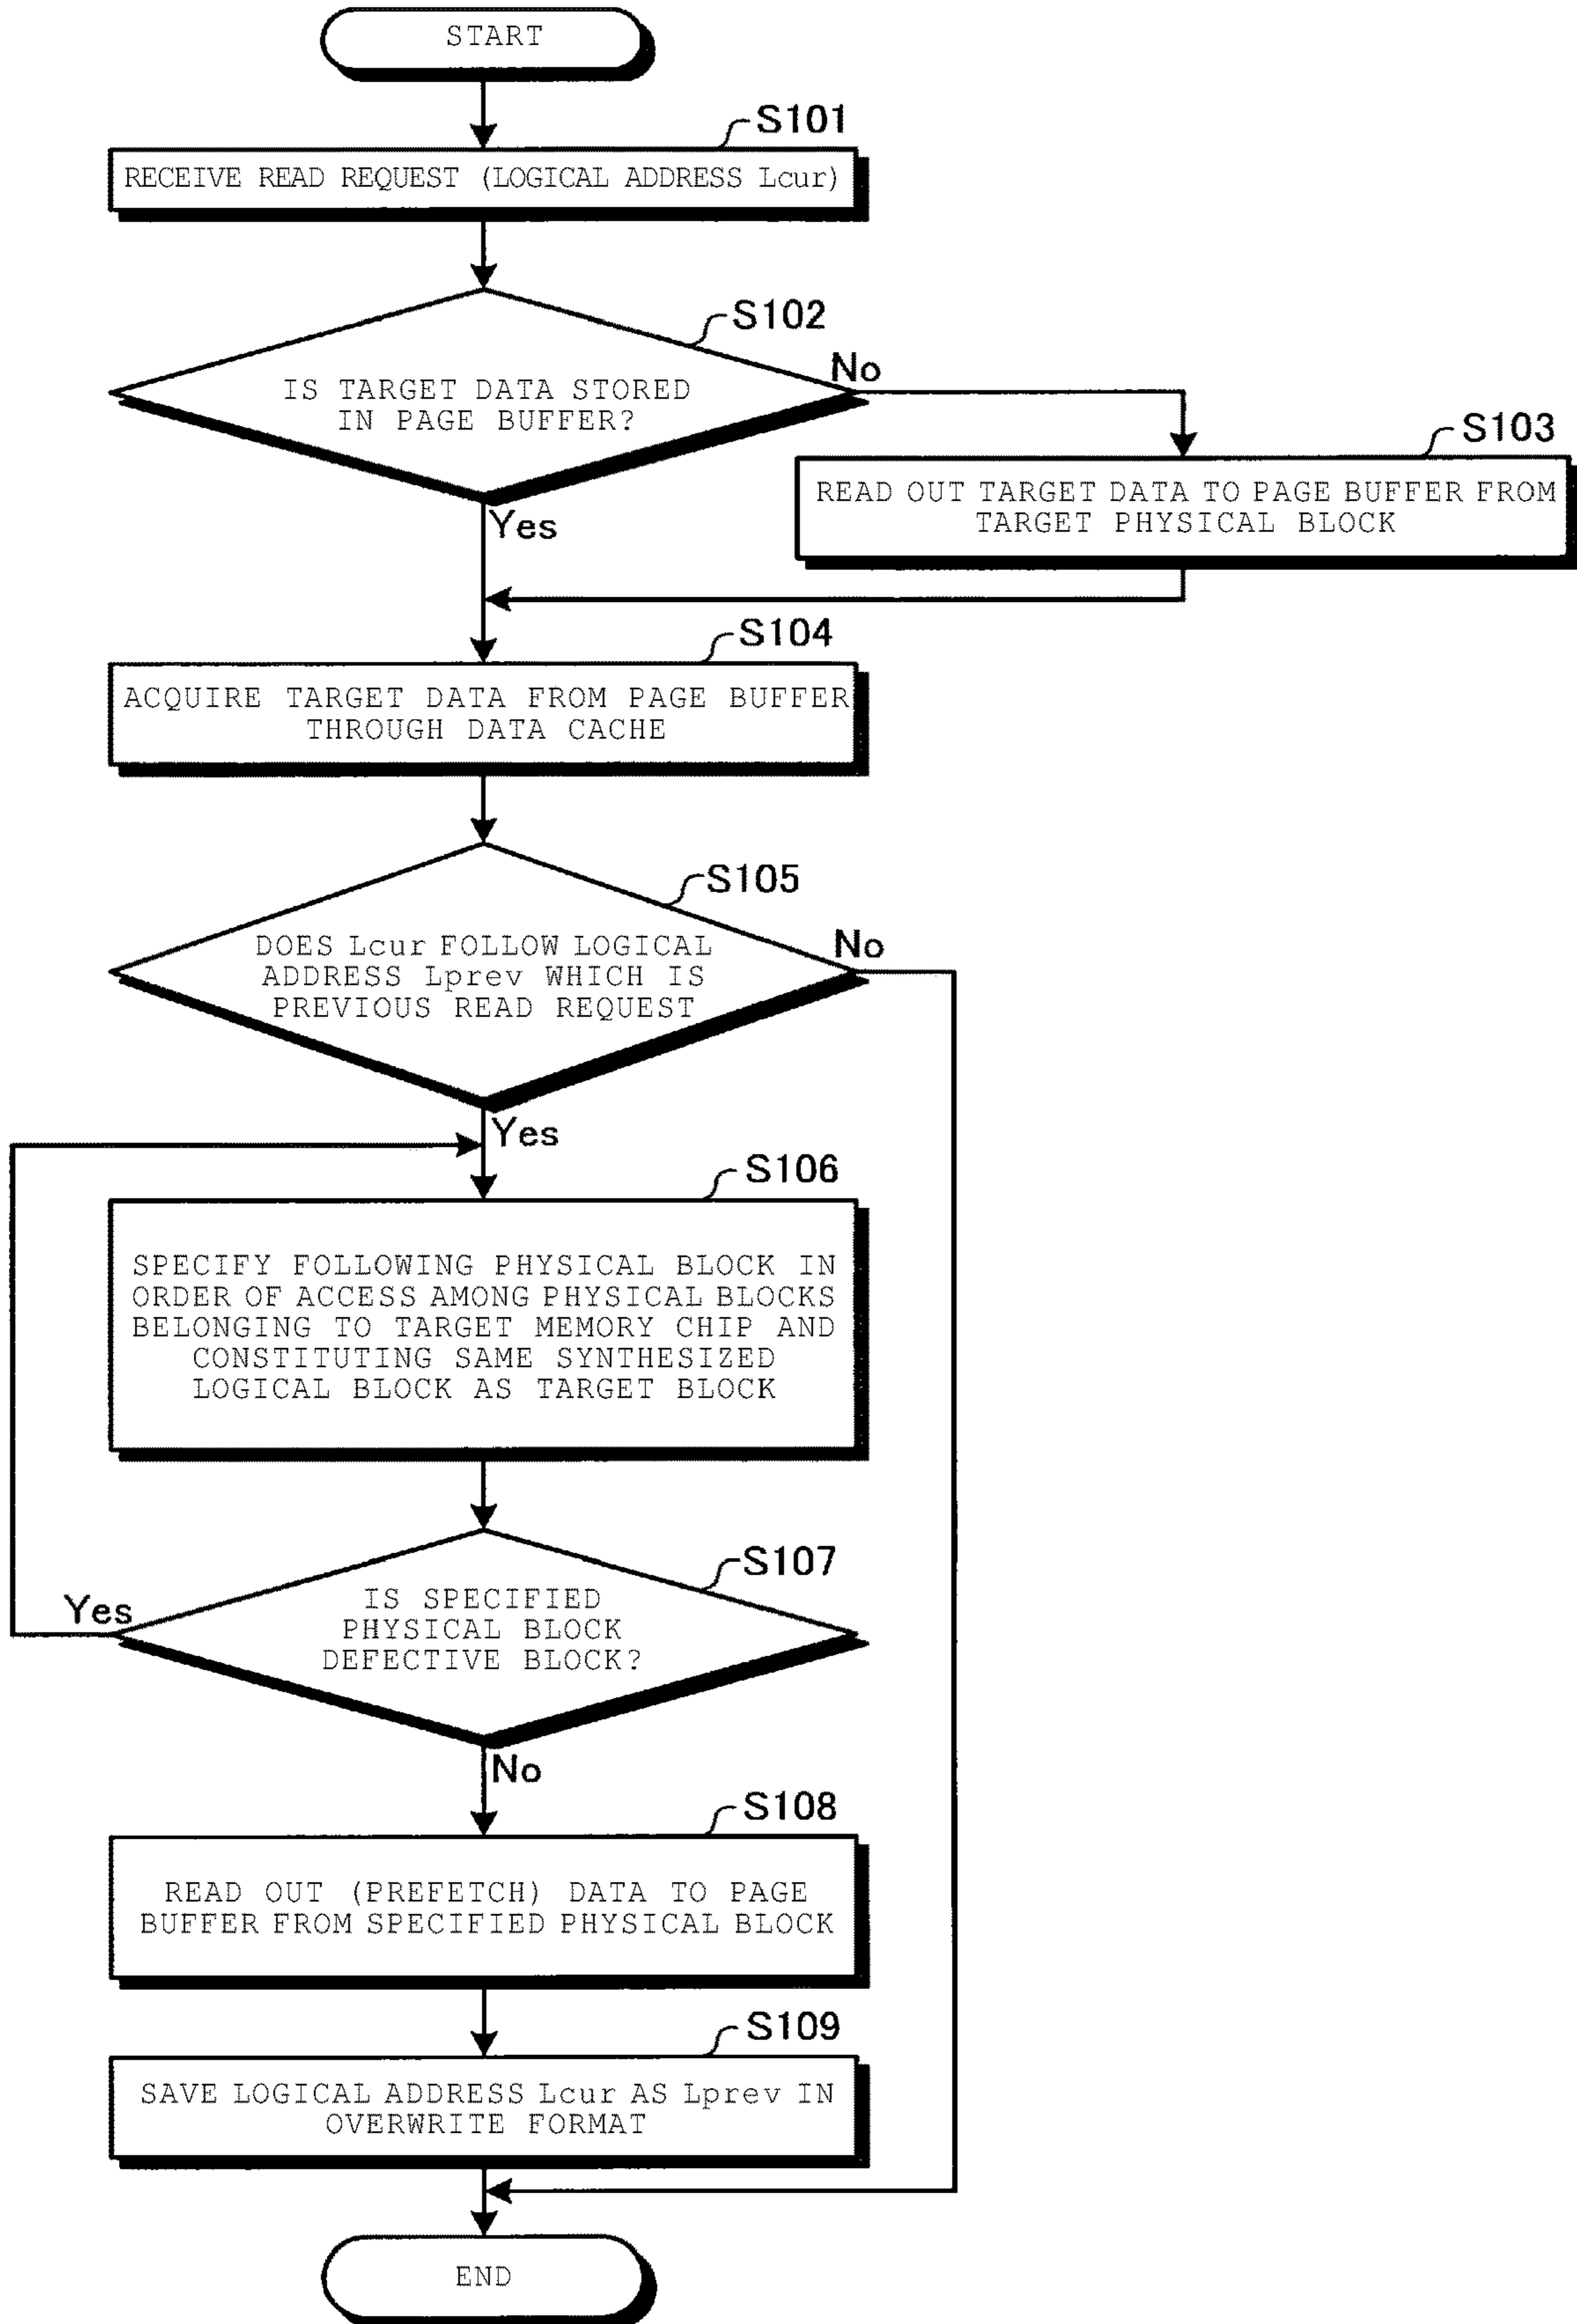 START
S101
RECEIVE READ REQUEST (LOGICAL ADDRESS Lcur)
S102
IS TARGET DATA STORED
IN PAGE BUFFER?
No
Yes
S103
READ OUT TARGET DATA TO PAGE BUFFER FROM
TARGET PHYSICAL BLOCK
S104
ACQUIRE TARGET DATA FROM PAGE BUFFER
THROUGH DATA CACHE
S105
DOES Lcur FOLLOW LOGICAL
ADDRESS Lprev WHICH IS
PREVIOUS READ REQUEST
No
Yes
S106
SPECIFY FOLLOWING PHYSICAL BLOCK IN
ORDER OF ACCESS AMONG PHYSICAL BLOCKS
BELONGING TO TARGET MEMORY CHIP AND
CONSTITUTING SAME SYNTHESIZED
LOGICAL BLOCK AS TARGET BLOCK
S107
IS SPECIFIED
PHYSICAL BLOCK
DEFECTIVE BLOCK?
Yes
No
S108
READ OUT (PREFETCH) DATA TO PAGE
BUFFER FROM SPECIFIED PHYSICAL BLOCK
S109
SAVE LOGICAL ADDRESS Lcur AS Lprev IN
OVERWRITE FORMAT
END